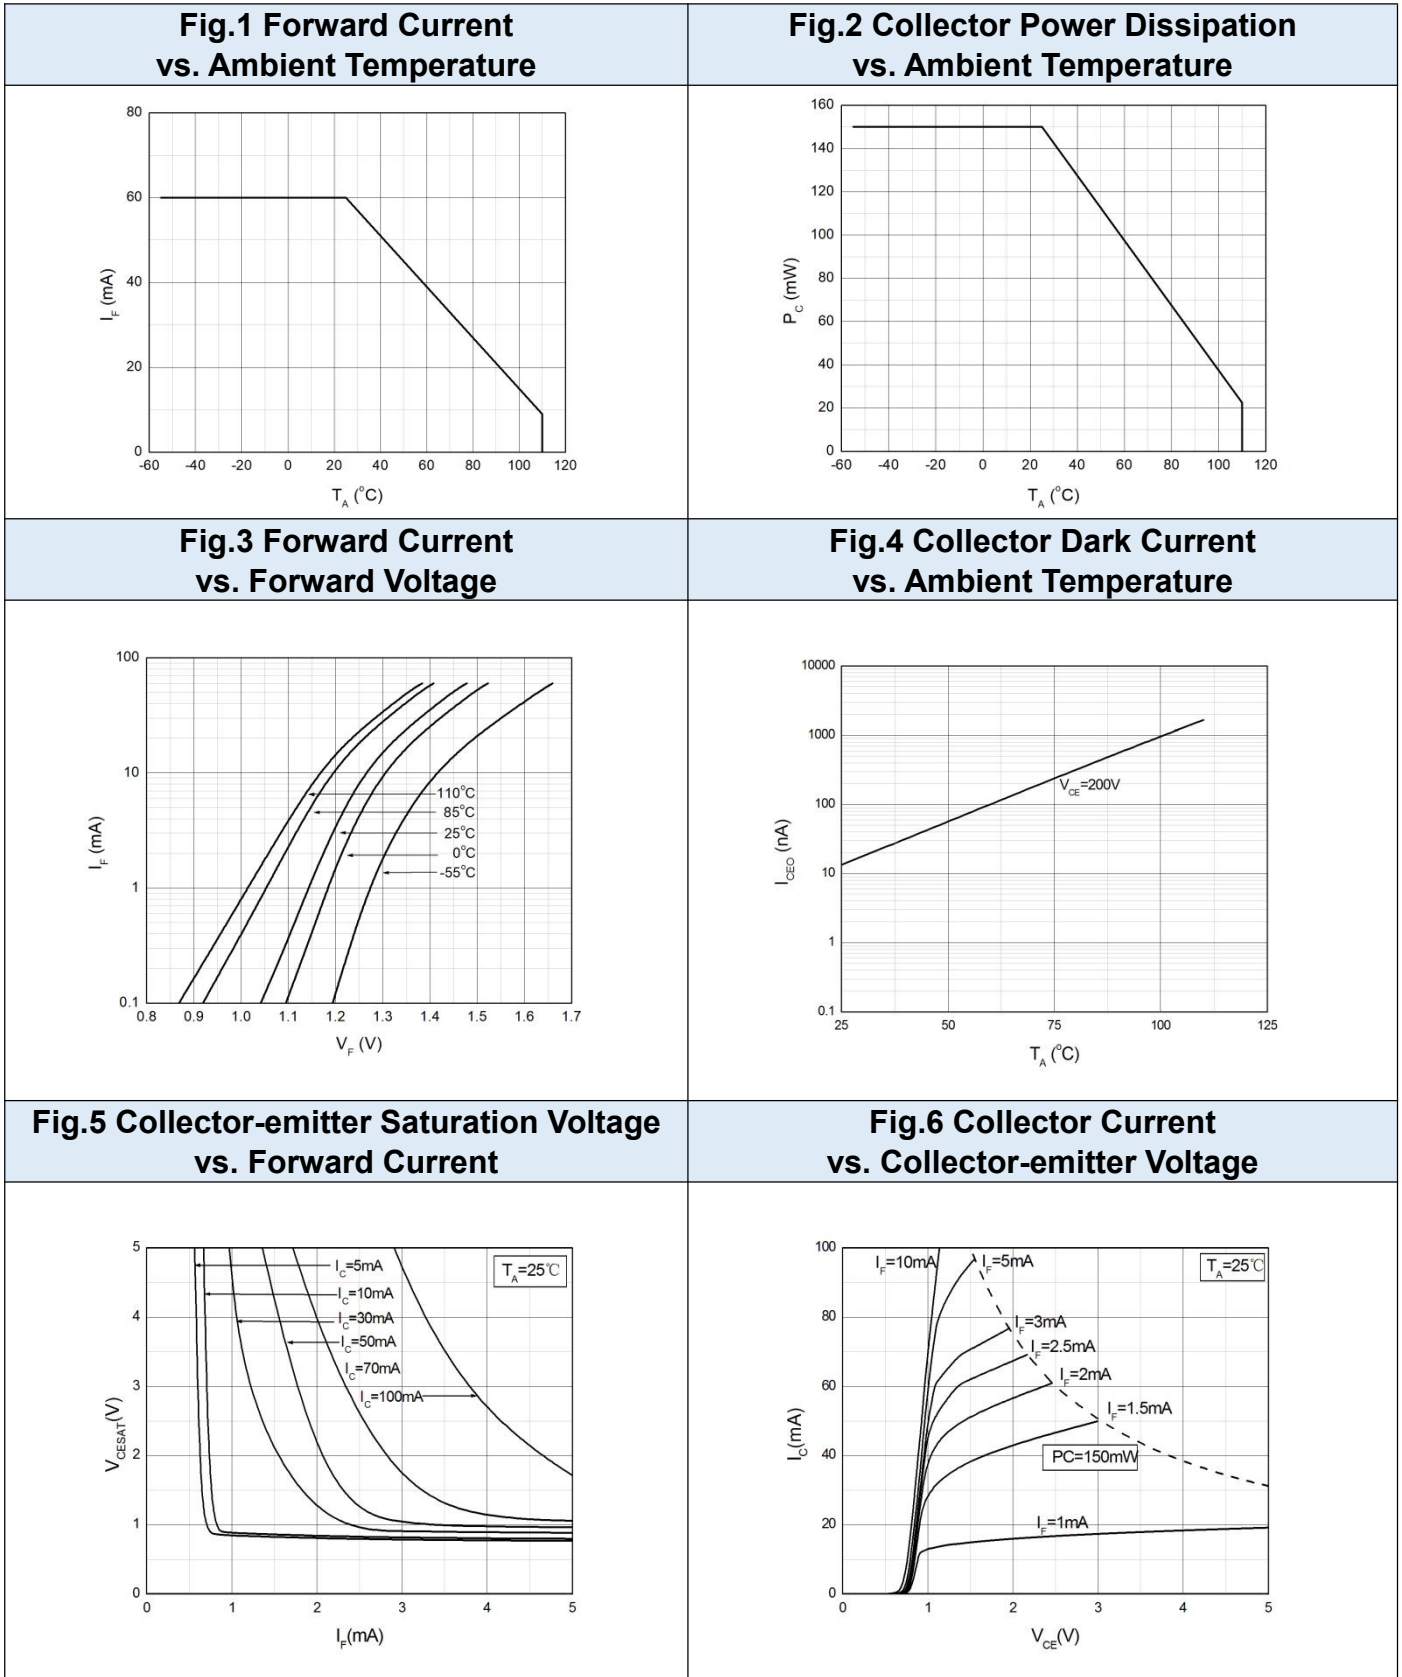 Fig.1 Forward Current
vs. Ambient Temperature
80
60
40
20
0
I_F (mA)
-60 -40 -20 0 20 40 60 80 100 120
T_A (°C)
Fig.2 Collector Power Dissipation
vs. Ambient Temperature
160
140
120
100
80
60
40
20
0
P_C (mW)
-60 -40 -20 0 20 40 60 80 100 120
T_A (°C)
Fig.3 Forward Current
vs. Forward Voltage
100
10
1
0.1
I_F (mA)
110°C
85°C
25°C
0°C
-55°C
0.8 0.9 1.0 1.1 1.2 1.3 1.4 1.5 1.6 1.7
V_F (V)
Fig.4 Collector Dark Current
vs. Ambient Temperature
10000
1000
100
10
1
0.1
I_CEO (nA)
V_CE=200V
25 50 75 100 125
T_A (°C)
Fig.5 Collector-emitter Saturation Voltage
vs. Forward Current
5
4
3
2
1
0
V_CESAT(V)
I_C=5mA
I_C=10mA
I_C=30mA
I_C=50mA
I_C=70mA
I_C=100mA
T_A=25℃
0 1 2 3 4 5
I_F(mA)
Fig.6 Collector Current
vs. Collector-emitter Voltage
100
80
60
40
20
0
I_C(mA)
I_F=10mA
I_F=5mA
T_A=25℃
I_F=3mA
I_F=2.5mA
I_F=2mA
I_F=1.5mA
PC=150mW
I_F=1mA
0 1 2 3 4 5
V_CE(V)